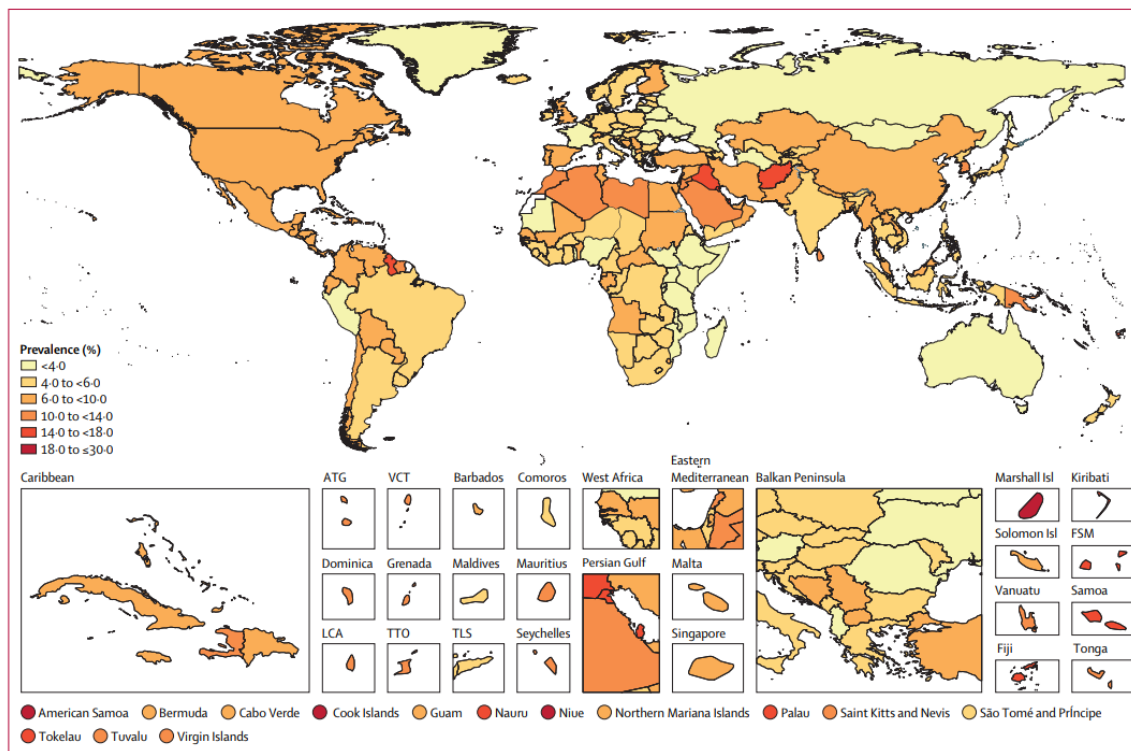 Prevalence (%)
<4·0
4·0 to <6·0
6·0 to <10·0
10·0 to <14·0
14·0 to <18·0
18·0 to ≤30·0
Caribbean
ATG
VCT
Barbados
Comoros
West Africa
Eastern
Mediterranean
Balkan Peninsula
Marshall Isl
Kiribati
Solomon Isl
FSM
Dominica
Grenada
Maldives
Mauritius
Persian Gulf
Malta
Vanuatu
Samoa
LCA
TTO
TLS
Seychelles
Singapore
Fiji
Tonga
American Samoa
Bermuda
Cabo Verde
Cook Islands
Guam
Nauru
Niue
Northern Mariana Islands
Palau
Saint Kitts and Nevis
São Tomé and PrÍncipe
Tokelau
Tuvalu
Virgin Islands